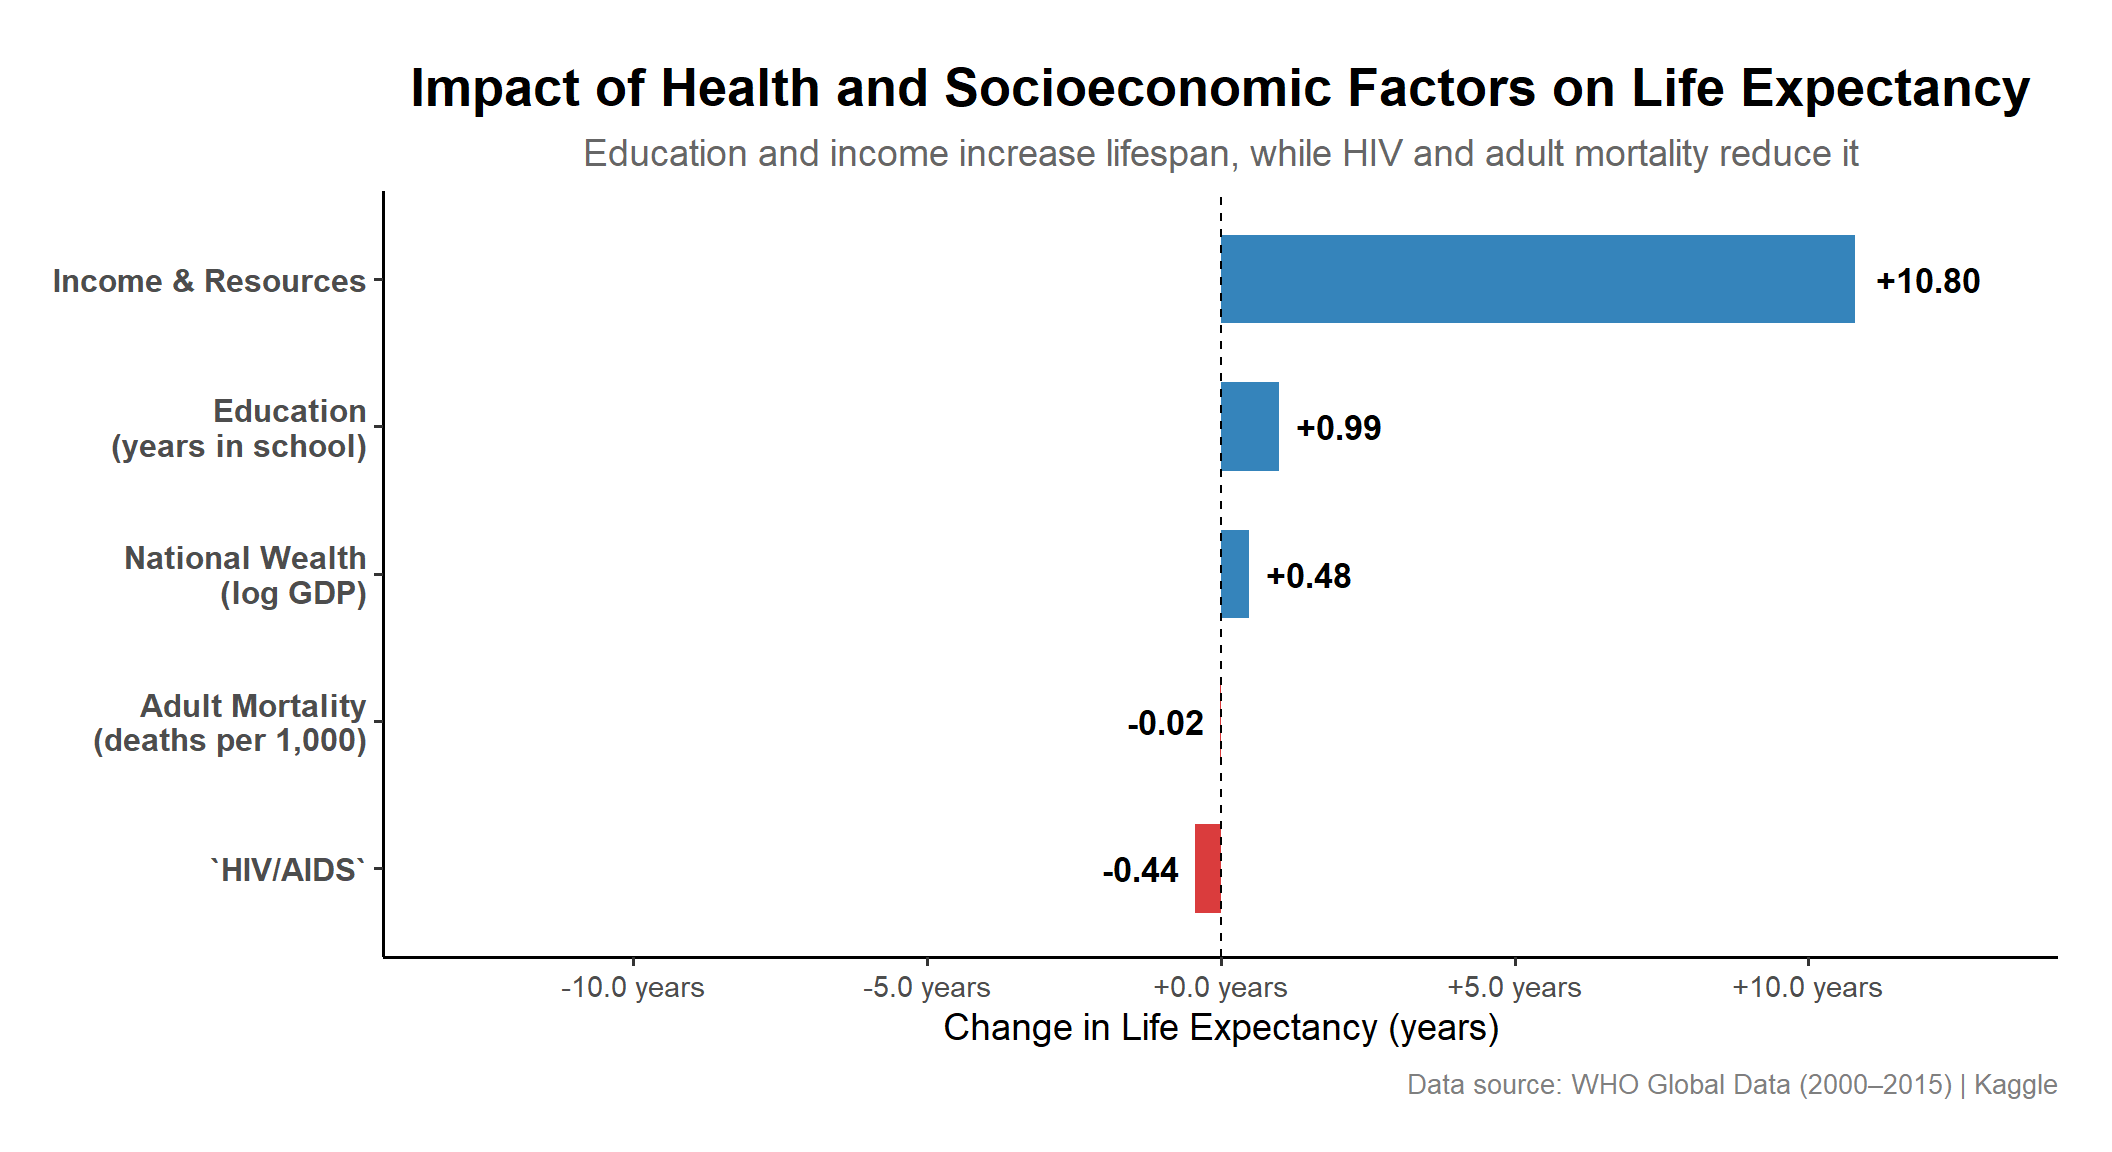 Impact of Health and Socioeconomic Factors on Life Expectancy
Education and income increase lifespan, while HIV and adult mortality reduce it
Income & Resources
+10.80
Education
(years in school)
+0.99
National Wealth
(log GDP)
+0.48
Adult Mortality
(deaths per 1,000)
-0.02
`HIV/AIDS`
-0.44
-10.0 years
-5.0 years
+0.0 years
+5.0 years
+10.0 years
Change in Life Expectancy (years)
Data source: WHO Global Data (2000–2015) | Kaggle